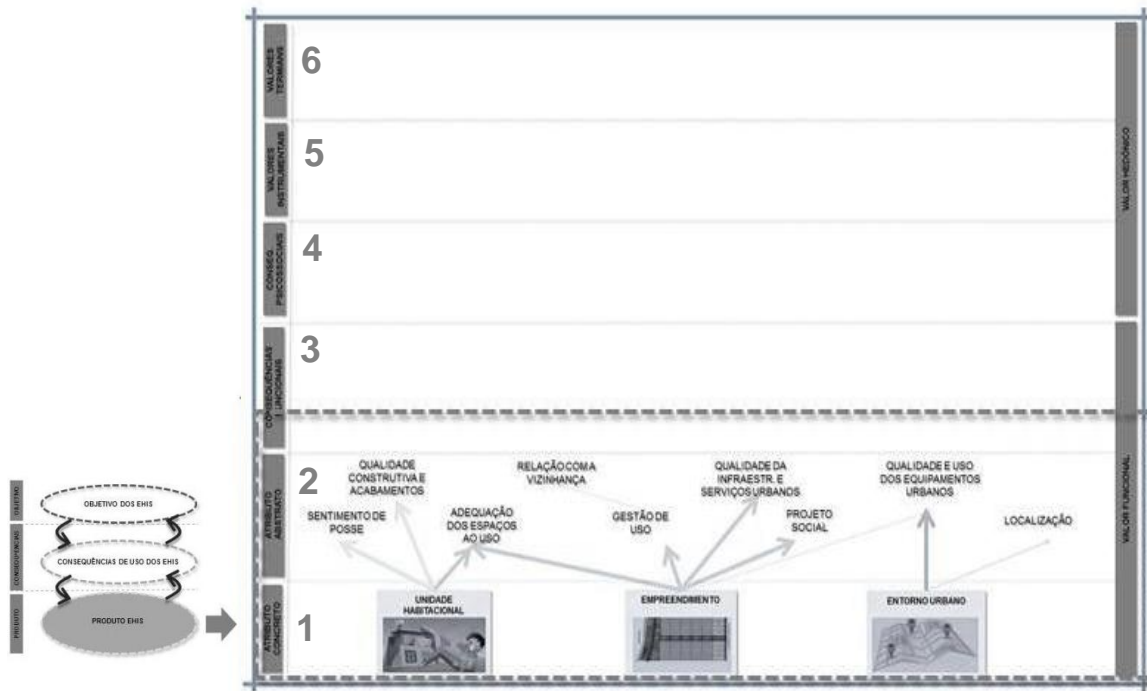 VALORES
TERMIANS
6
VALORES
INSTRUMENTAIS
5
CONSEQ.
PSICOSSOCIAIS
4
CONSEQUÊNCIAS
FUNCIONAIS
3
ATRIBUTO
ABSTRATO
2
ATRIBUTO
CONCRETO
1
VALOR HEDÔNICO
VALOR FUNCIONAL
QUALIDADE
CONSTRUTIVA E
ACABAMENTOS
RELAÇÃO COM A
VIZINHANÇA
QUALIDADE DA
INFRAESTR. E
SERVIÇOS URBANOS
QUALIDADE E USO
DOS EQUIPAMENTOS
URBANOS
SENTIMENTO DE
POSSE
ADEQUAÇÃO
DOS ESPAÇOS
AO USO
GESTÃO DE
USO
PROJETO
SOCIAL
LOCALIZAÇÃO
UNIDADE
HABITACIONAL
EMPREENDIMENTO
ENTORNO URBANO
OBJETIVO
OBJETIVO DOS EHIS
CONSEQUENCIAS
CONSEQUÊNCIAS DE USO DOS EHIS
PRODUTO
PRODUTO EHIS